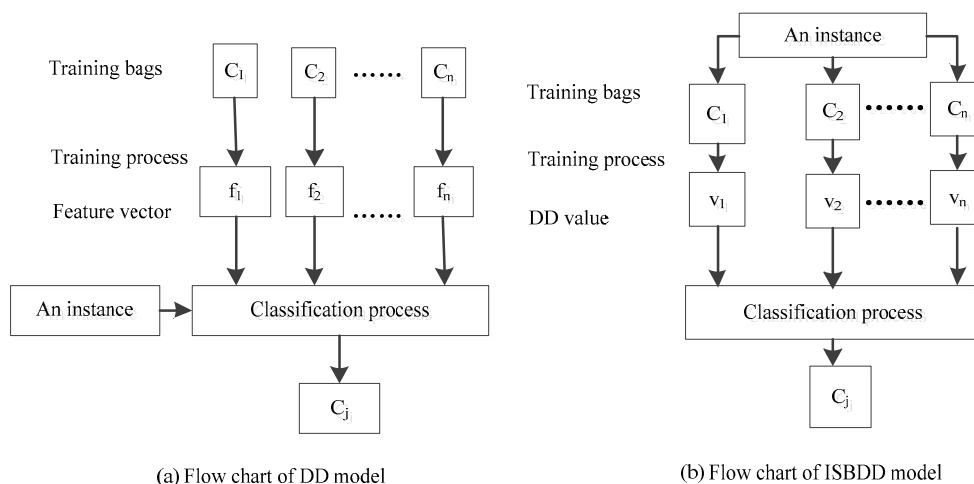 Training bags
C1 C2 ...... Cn
Training process
f1 f2 fn
Feature vector
......
An instance
Classification process
Cj
(a) Flow chart of DD model
An instance
Training bags
C1 C2 ...... Cn
Training process
v1 v2 ...... vn
DD value
Classification process
Cj
(b) Flow chart of ISBDD model